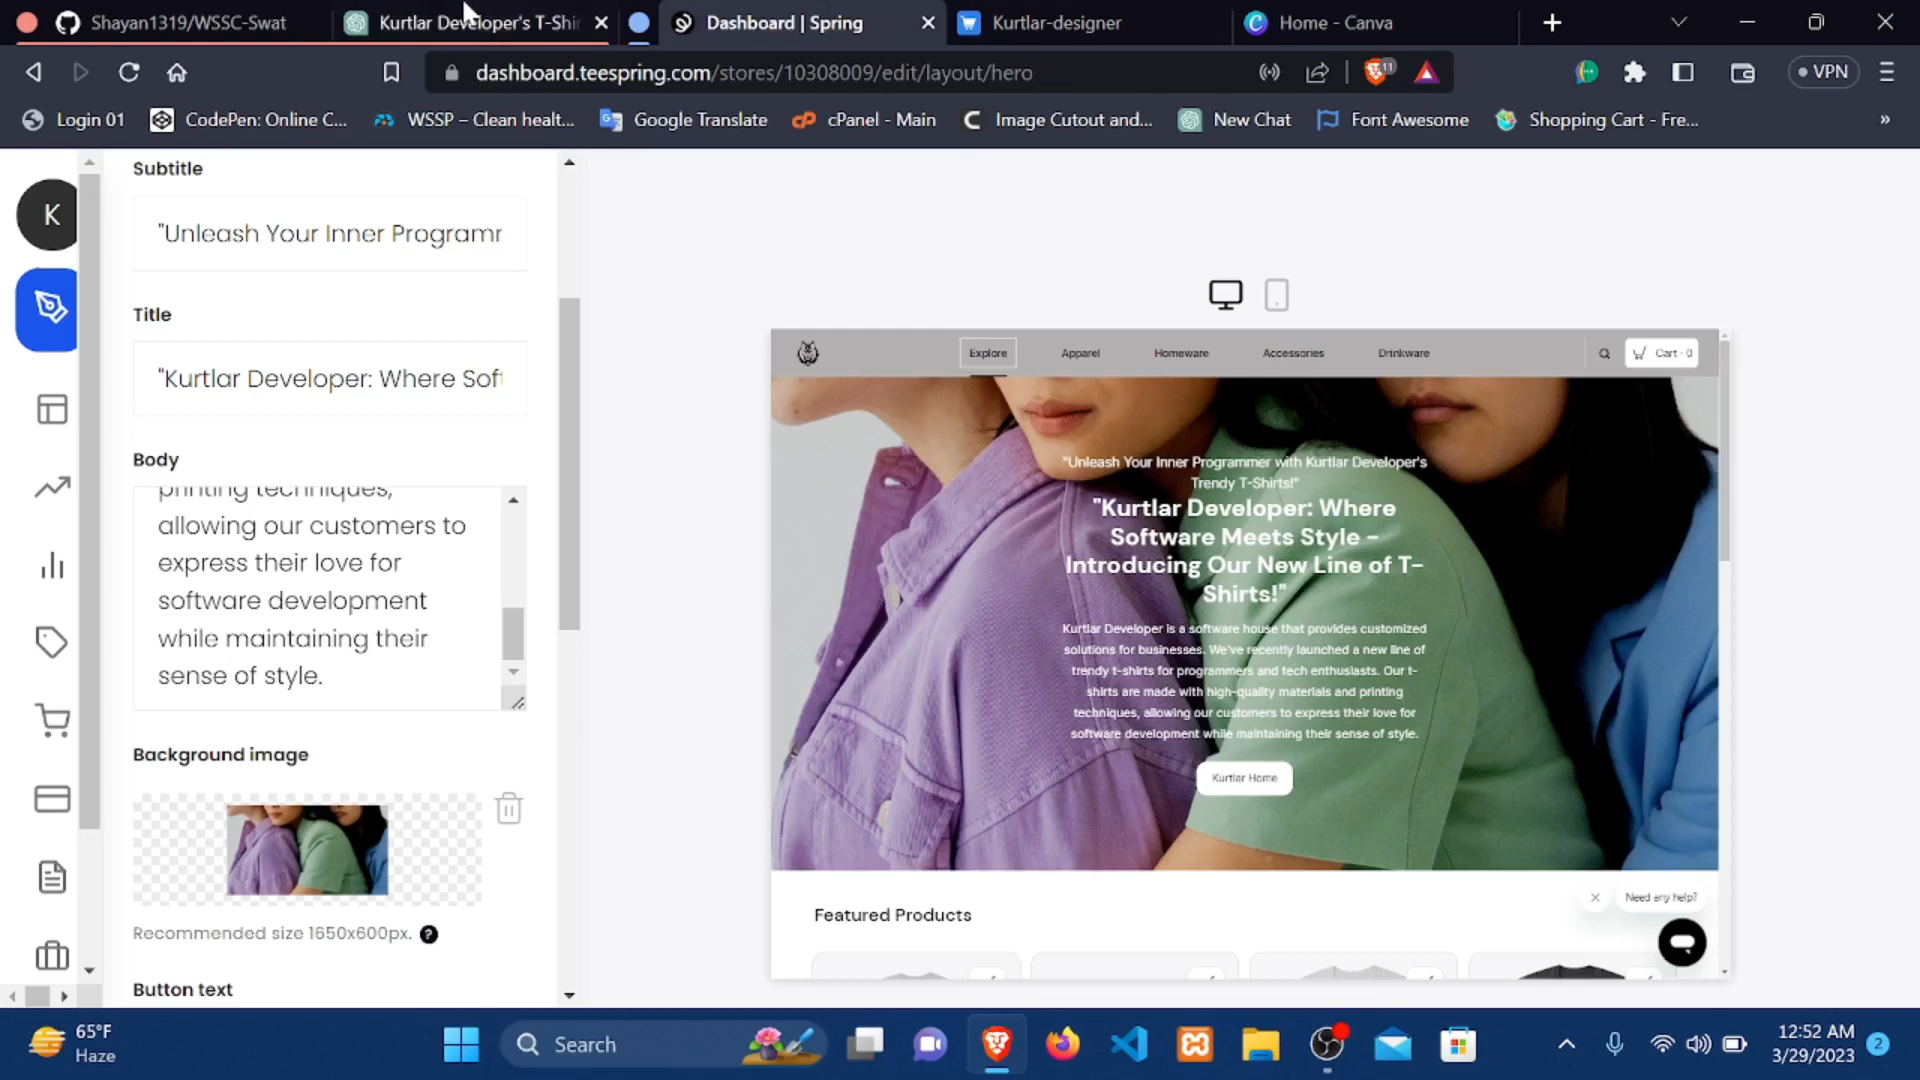 Shayan1319/WSSC-Swat
Kurtlar Developer's T-Shir
Dashboard | Spring
Kurtlar-designer
Home - Canva
dashboard.teespring.com/stores/10308009/edit/layout/hero
11
VPN
Login 01
CodePen: Online C...
WSSP – Clean healt...
Google Translate
cPanel - Main
Image Cutout and...
New Chat
Font Awesome
Shopping Cart - Fre...
»
K
Subtitle
"Unleash Your Inner Programm
Title
"Kurtlar Developer: Where Soft
Body
printing techniques,
allowing our customers to
express their love for
software development
while maintaining their
sense of style.
Background image
Recommended size 1650x600px. ?
Button text
Explore
Apparel
Homeware
Accessories
Drinkware
Cart - 0
"Unleash Your Inner Programmer with Kurtlar Developer's
Trendy T-Shirts!"
"Kurtlar Developer: Where
Software Meets Style -
Introducing Our New Line of T-
Shirts!"
Kurtlar Developer is a software house that provides customized
solutions for businesses. We've recently launched a new line of
trendy t-shirts for programmers and tech enthusiasts. Our t-
shirts are made with high-quality materials and printing
techniques, allowing our customers to express their love for
software development while maintaining their sense of style.
Kurtlar Home
Featured Products
Need any help?
65°F
Haze
Search
12:52 AM
3/29/2023
2